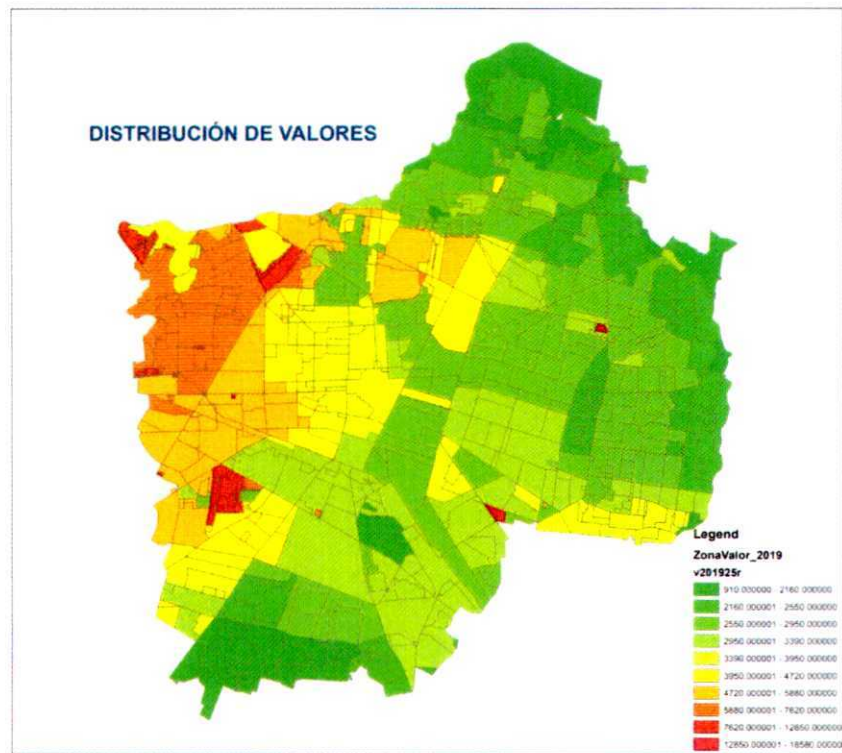 DISTRIBUCIÓN DE VALORES
Legend
ZonaValor_2019
v201925r
910.000000 - 2160.000000
2160.000001 - 2550.000000
2550.000001 - 2950.000000
2950.000001 - 3390.000000
3390.000001 - 3950.000000
3950.000001 - 4720.000000
4720.000001 - 5880.000000
5880.000001 - 7620.000000
7620.000001 - 12850.000000
12850.000001 - 18580.000000